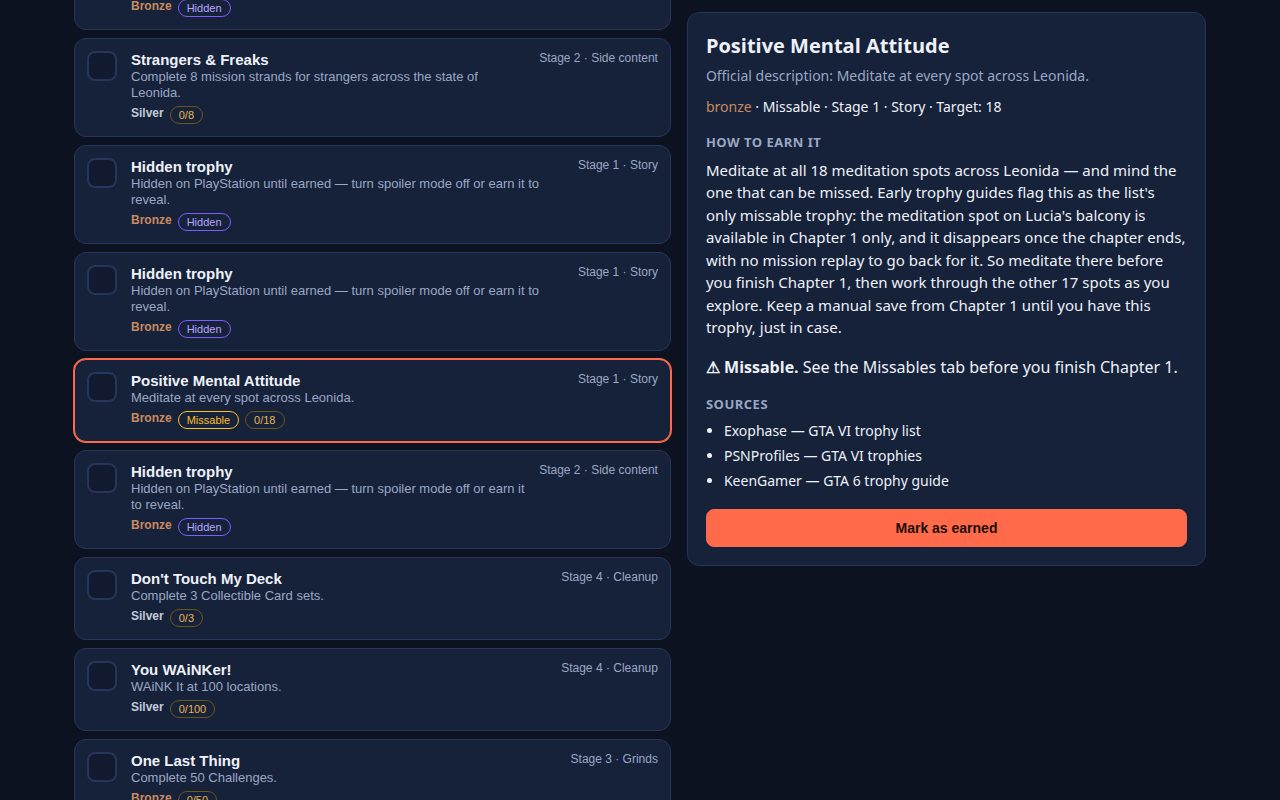 Bronze Hidden
Strangers & Freaks
Stage 2 · Side content
Complete 8 mission strands for strangers across the state of
Leonida.
Silver 0/8
Hidden trophy
Stage 1 · Story
Hidden on PlayStation until earned — turn spoiler mode off or earn it to
reveal.
Bronze Hidden
Hidden trophy
Stage 1 · Story
Hidden on PlayStation until earned — turn spoiler mode off or earn it to
reveal.
Bronze Hidden
Positive Mental Attitude
Stage 1 · Story
Meditate at every spot across Leonida.
Bronze Missable 0/18
Hidden trophy
Stage 2 · Side content
Hidden on PlayStation until earned — turn spoiler mode off or earn it
to reveal.
Bronze Hidden
Don't Touch My Deck
Stage 4 · Cleanup
Complete 3 Collectible Card sets.
Silver 0/3
You WAiNKer!
Stage 4 · Cleanup
WAiNK It at 100 locations.
Silver 0/100
One Last Thing
Stage 3 · Grinds
Complete 50 Challenges.
Bronze 0/50
Positive Mental Attitude
Official description: Meditate at every spot across Leonida.
bronze · Missable · Stage 1 · Story · Target: 18
HOW TO EARN IT
Meditate at all 18 meditation spots across Leonida — and mind the
one that can be missed. Early trophy guides flag this as the list's
only missable trophy: the meditation spot on Lucia's balcony is
available in Chapter 1 only, and it disappears once the chapter ends,
with no mission replay to go back for it. So meditate there before
you finish Chapter 1, then work through the other 17 spots as you
explore. Keep a manual save from Chapter 1 until you have this
trophy, just in case.
⚠ Missable. See the Missables tab before you finish Chapter 1.
SOURCES
• Exophase — GTA VI trophy list
• PSNProfiles — GTA VI trophies
• KeenGamer — GTA 6 trophy guide
Mark as earned